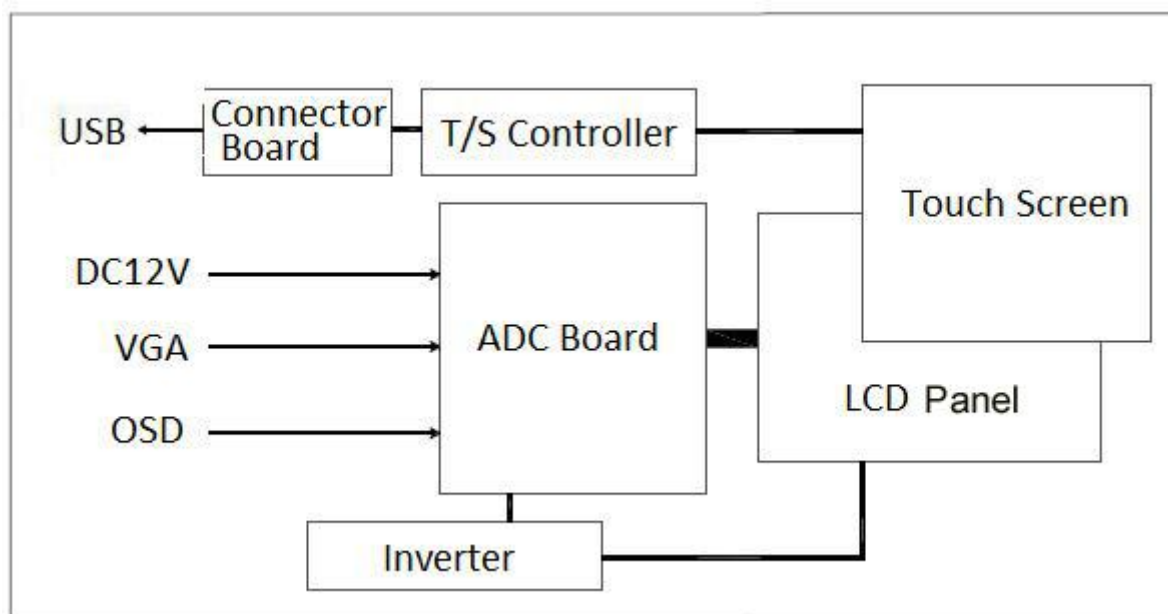 USB
Connector
Board
T/S Controller
Touch Screen
DC12V
VGA
OSD
ADC Board
LCD Panel
Inverter